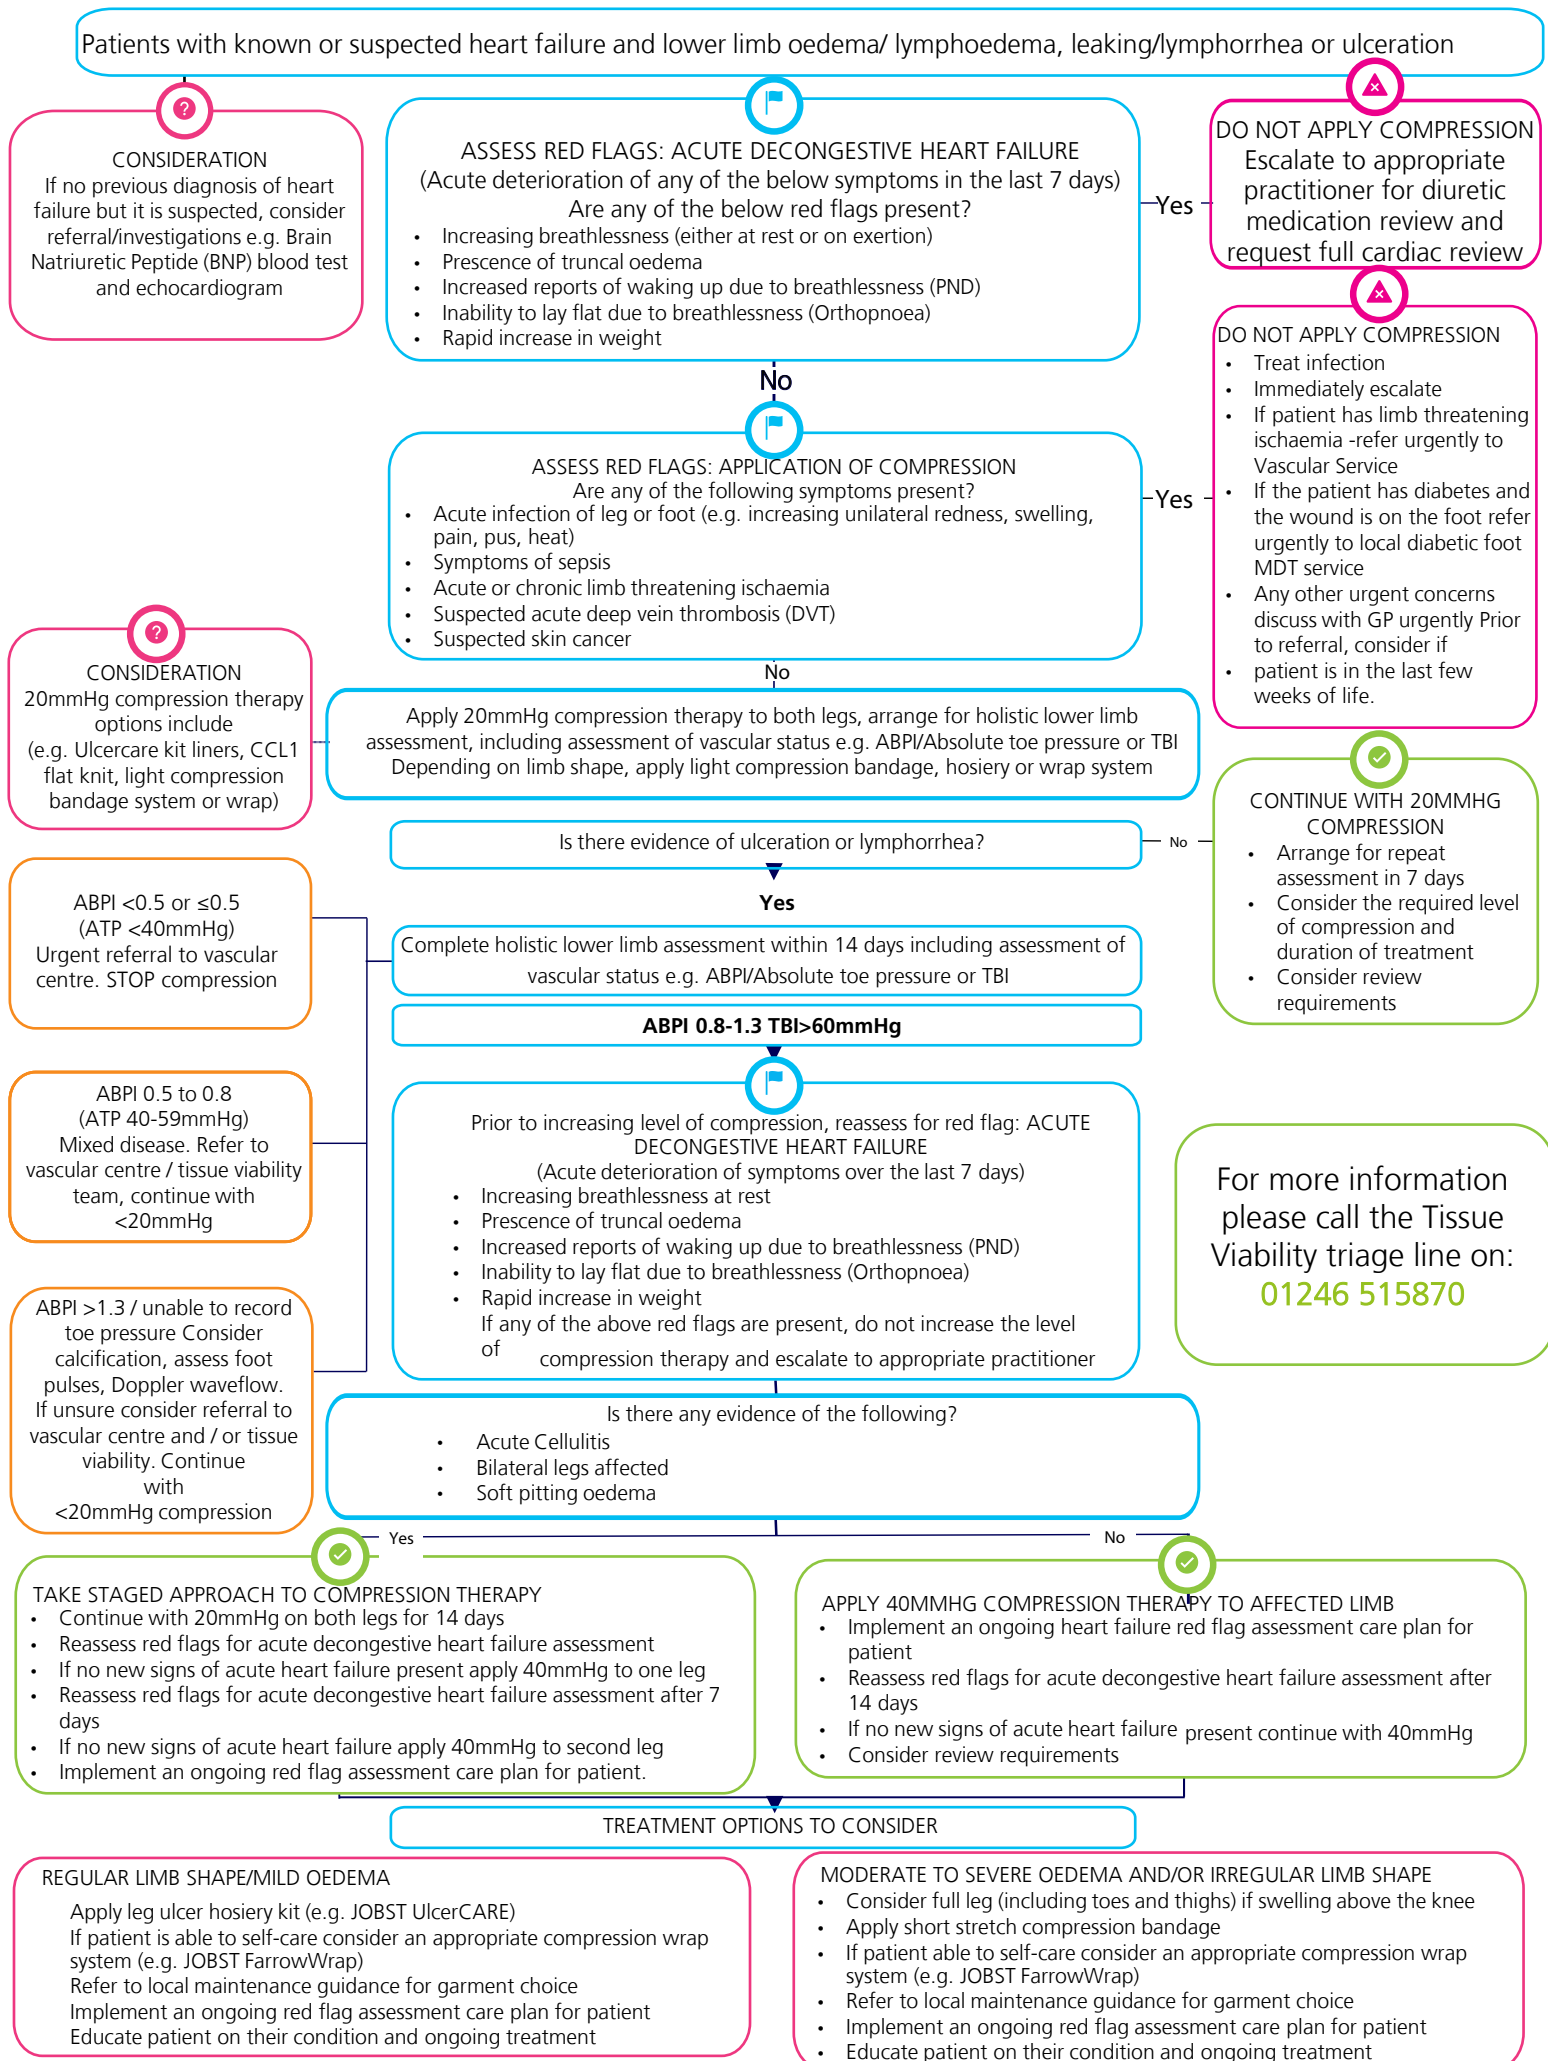 Patients with known or suspected heart failure and lower limb oedema/ lymphoedema, leaking/lymphorrhea or ulceration
CONSIDERATION
If no previous diagnosis of heart
failure but it is suspected, consider
referral/investigations e.g. Brain
Natriuretic Peptide (BNP) blood test
and echocardiogram
ASSESS RED FLAGS: ACUTE DECONGESTIVE HEART FAILURE
(Acute deterioration of any of the below symptoms in the last 7 days)
Are any of the below red flags present?
• Increasing breathlessness (either at rest or on exertion)
• Prescence of truncal oedema
• Increased reports of waking up due to breathlessness (PND)
• Inability to lay flat due to breathlessness (Orthopnoea)
• Rapid increase in weight
Yes
DO NOT APPLY COMPRESSION
Escalate to appropriate
practitioner for diuretic
medication review and
request full cardiac review
No
ASSESS RED FLAGS: APPLICATION OF COMPRESSION
Are any of the following symptoms present?
• Acute infection of leg or foot (e.g. increasing unilateral redness, swelling,
pain, pus, heat)
• Symptoms of sepsis
• Acute or chronic limb threatening ischaemia
• Suspected acute deep vein thrombosis (DVT)
• Suspected skin cancer
Yes
DO NOT APPLY COMPRESSION
• Treat infection
• Immediately escalate
• If patient has limb threatening
ischaemia -refer urgently to
Vascular Service
• If the patient has diabetes and
the wound is on the foot refer
urgently to local diabetic foot
MDT service
• Any other urgent concerns
discuss with GP urgently Prior
to referral, consider if
• patient is in the last few
weeks of life.
No
CONSIDERATION
20mmHg compression therapy
options include
(e.g. Ulcercare kit liners, CCL1
flat knit, light compression
bandage system or wrap)
Apply 20mmHg compression therapy to both legs, arrange for holistic lower limb
assessment, including assessment of vascular status e.g. ABPI/Absolute toe pressure or TBI
Depending on limb shape, apply light compression bandage, hosiery or wrap system
Is there evidence of ulceration or lymphorrhea?
No
CONTINUE WITH 20MMHG
COMPRESSION
• Arrange for repeat
assessment in 7 days
• Consider the required level
of compression and
duration of treatment
• Consider review
requirements
Yes
Complete holistic lower limb assessment within 14 days including assessment of
vascular status e.g. ABPI/Absolute toe pressure or TBI
ABPI <0.5 or ≤0.5
(ATP <40mmHg)
Urgent referral to vascular
centre. STOP compression
ABPI 0.5 to 0.8
(ATP 40-59mmHg)
Mixed disease. Refer to
vascular centre / tissue viability
team, continue with
<20mmHg
ABPI >1.3 / unable to record
toe pressure Consider
calcification, assess foot
pulses, Doppler waveflow.
If unsure consider referral to
vascular centre and / or tissue
viability. Continue
with
<20mmHg compression
ABPI 0.8-1.3 TBI>60mmHg
Prior to increasing level of compression, reassess for red flag: ACUTE
DECONGESTIVE HEART FAILURE
(Acute deterioration of symptoms over the last 7 days)
• Increasing breathlessness at rest
• Prescence of truncal oedema
• Increased reports of waking up due to breathlessness (PND)
• Inability to lay flat due to breathlessness (Orthopnoea)
• Rapid increase in weight
If any of the above red flags are present, do not increase the level
of
compression therapy and escalate to appropriate practitioner
For more information
please call the Tissue
Viability triage line on:
01246 515870
Is there any evidence of the following?
• Acute Cellulitis
• Bilateral legs affected
• Soft pitting oedema
Yes
No
TAKE STAGED APPROACH TO COMPRESSION THERAPY
• Continue with 20mmHg on both legs for 14 days
• Reassess red flags for acute decongestive heart failure assessment
• If no new signs of acute heart failure present apply 40mmHg to one leg
• Reassess red flags for acute decongestive heart failure assessment after 7
days
• If no new signs of acute heart failure apply 40mmHg to second leg
• Implement an ongoing red flag assessment care plan for patient.
APPLY 40MMHG COMPRESSION THERAPY TO AFFECTED LIMB
• Implement an ongoing heart failure red flag assessment care plan for
patient
• Reassess red flags for acute decongestive heart failure assessment after
14 days
• If no new signs of acute heart failure present continue with 40mmHg
• Consider review requirements
TREATMENT OPTIONS TO CONSIDER
REGULAR LIMB SHAPE/MILD OEDEMA
Apply leg ulcer hosiery kit (e.g. JOBST UlcerCARE)
If patient is able to self-care consider an appropriate compression wrap
system (e.g. JOBST FarrowWrap)
Refer to local maintenance guidance for garment choice
Implement an ongoing red flag assessment care plan for patient
Educate patient on their condition and ongoing treatment
MODERATE TO SEVERE OEDEMA AND/OR IRREGULAR LIMB SHAPE
• Consider full leg (including toes and thighs) if swelling above the knee
• Apply short stretch compression bandage
• If patient able to self-care consider an appropriate compression wrap
system (e.g. JOBST FarrowWrap)
• Refer to local maintenance guidance for garment choice
• Implement an ongoing red flag assessment care plan for patient
• Educate patient on their condition and ongoing treatment